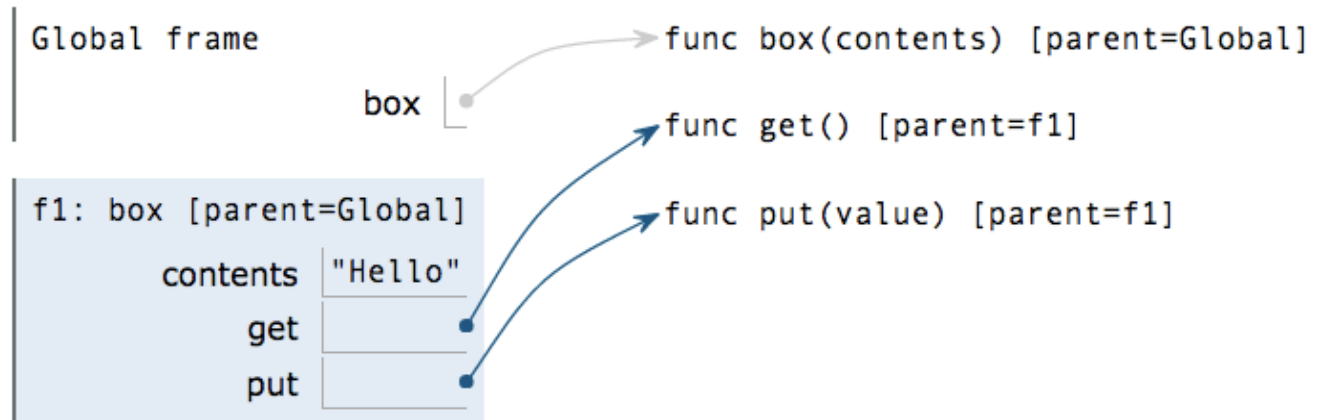 Global frame
box
func box(contents) [parent=Global]
func get() [parent=f1]
func put(value) [parent=f1]
f1: box [parent=Global]
contents "Hello"
get
put